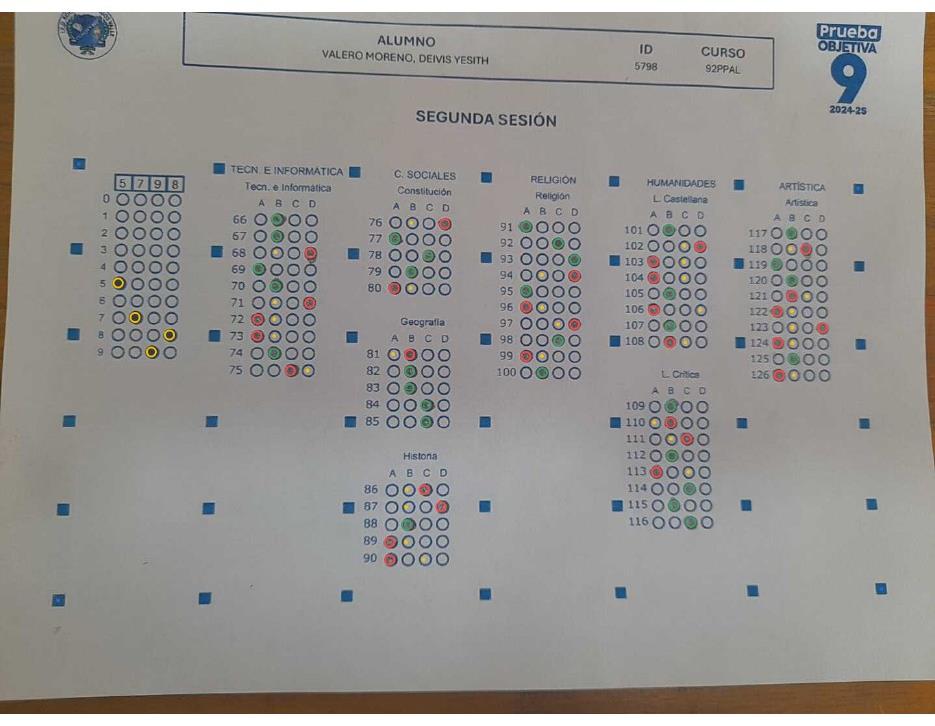 ALUMNO
VALERO MORENO, DEIVIS YESITH
ID
5798
CURSO
92PPAL
Prueba
OBJETIVA
9
2024-25
SEGUNDA SESIÓN
5 7 9 8
0
1
2
3
4
5
6
7
8
9
TECN. E INFORMÁTICA
Tecn. e Informática
A B C D
66
67
68
69
70
71
72
73
74
75
C. SOCIALES
Constitución
A B C D
76
77
78
79
80
Geografía
81
82
83
84
85
Historia
A B C D
86
87
88
89
90
RELIGIÓN
Religión
A B C D
91
92
93
94
95
96
97
98
99
100
HUMANIDADES
L. Castellana
A B C D
101
102
103
104
105
106
107
108
L. Crítica
A B C D
109
110
111
112
113
114
115
116
ARTÍSTICA
Artística
A B C D
117
118
119
120
121
122
123
124
125
126